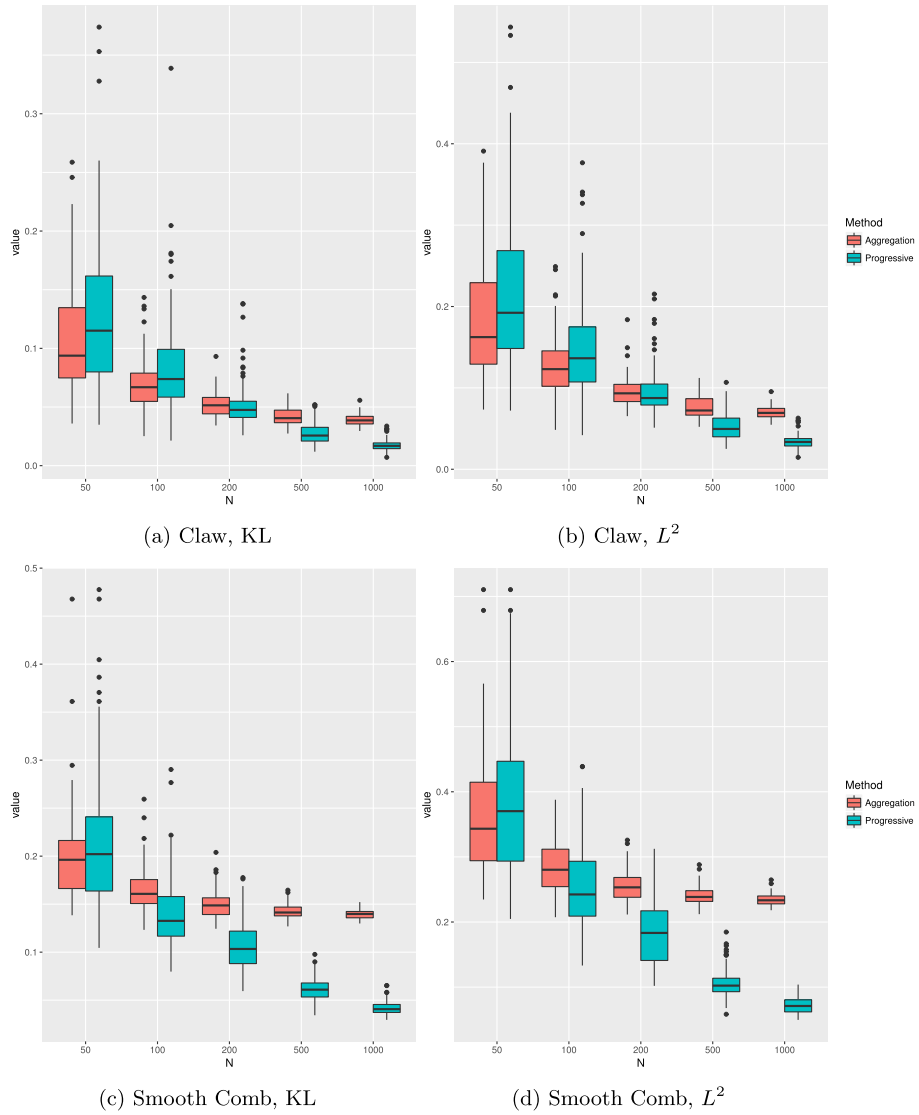 0.3
0.2
0.1
0.0
value
50 100 200 500 1000
N
(a) Claw, KL
0.4
0.2
0.0
value
50 100 200 500 1000
N
(b) Claw, L²
Method
Aggregation
Progressive
0.5
0.4
0.3
0.2
0.1
value
50 100 200 500 1000
N
(c) Smooth Comb, KL
0.6
0.4
0.2
value
50 100 200 500 1000
N
(d) Smooth Comb, L²
Method
Aggregation
Progressive